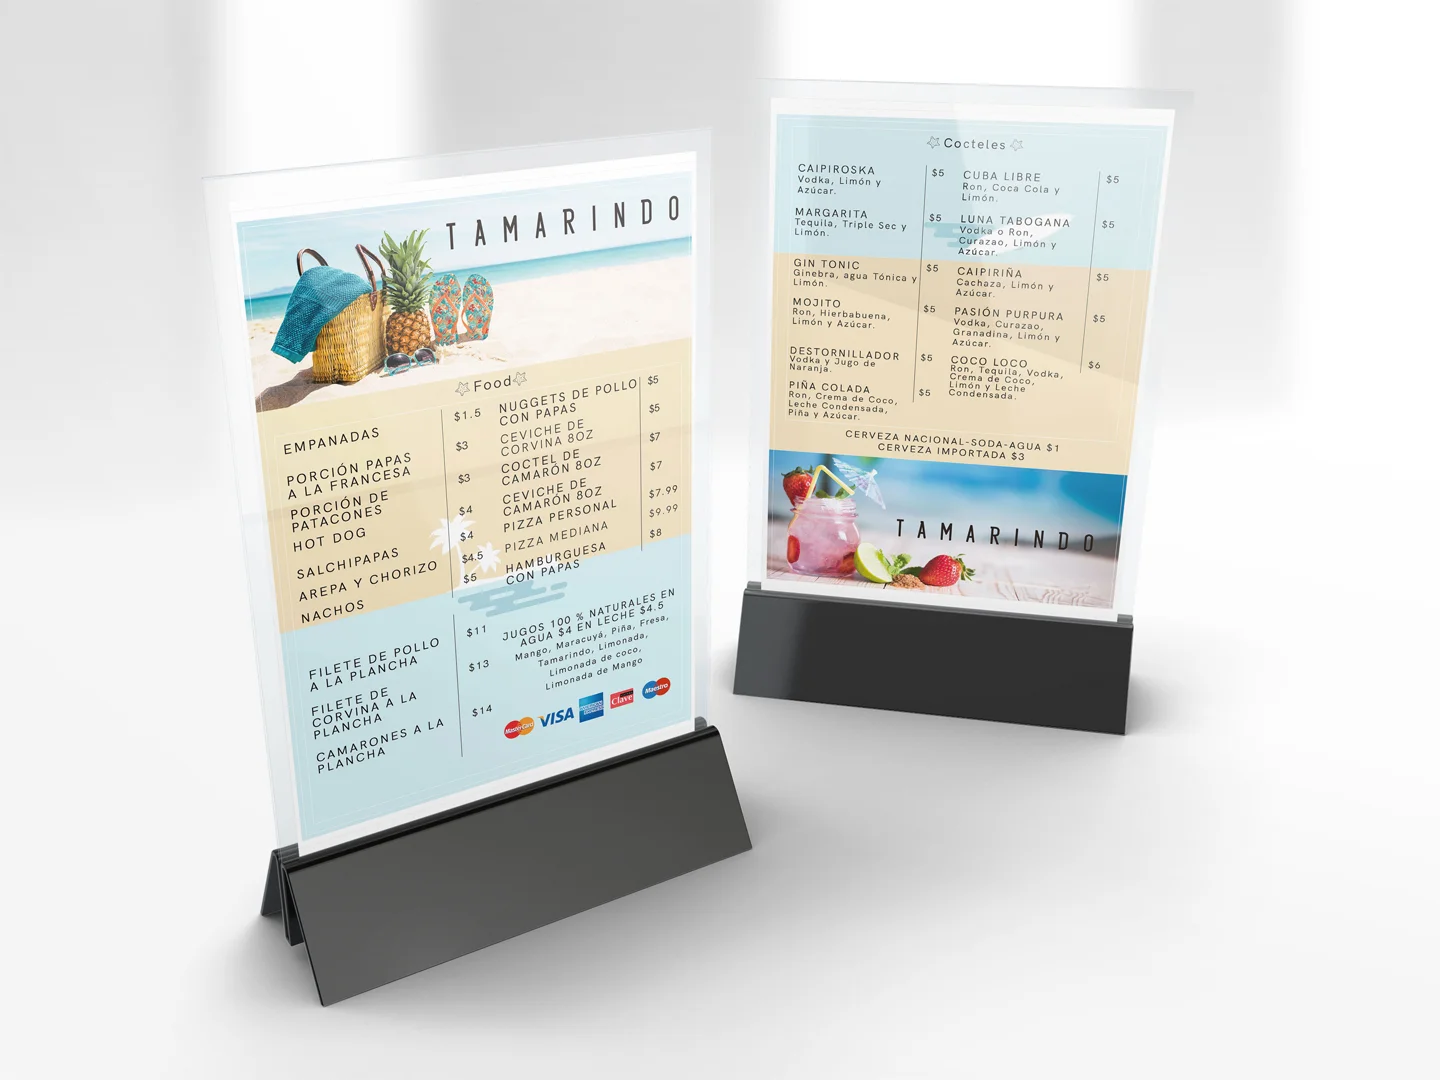 TAMARINDO
Food
EMPANADAS
$1.5
PORCIÓN PAPAS
A LA FRANCESA
$3
PORCIÓN DE
PATACONES
$3
HOT DOG
$4
SALCHIPAPAS
$4
AREPA Y CHORIZO
$4.5
NACHOS
$5
NUGGETS DE POLLO
CON PAPAS
$5
CEVICHE DE
CORVINA 8OZ
$5
COCTEL DE
CAMARÓN 8OZ
$7
CEVICHE DE
CAMARÓN 8OZ
$7
PIZZA PERSONAL
$7.99
PIZZA MEDIANA
$9.99
HAMBURGUESA
CON PAPAS
$8
FILETE DE POLLO
A LA PLANCHA
$11
FILETE DE
CORVINA A LA
PLANCHA
$13
CAMARONES A LA
PLANCHA
$14
JUGOS 100 % NATURALES EN
AGUA $4 EN LECHE $4.5
Mango, Maracuyá, Piña, Fresa,
Tamarindo, Limonada,
Limonada de coco,
Limonada de Mango
MasterCard
VISA
AMERICAN EXPRESS
Clave
Maestro
Cocteles
CAIPIROSKA
$5
Vodka, Limón y
Azúcar.
MARGARITA
$5
Tequila, Triple Sec y
Limón.
GIN TONIC
$5
Ginebra, agua Tónica y
Limón.
MOJITO
$5
Ron, Hierbabuena,
Limón y Azúcar.
DESTORNILLADOR
$5
Vodka y Jugo de
Naranja.
PIÑA COLADA
$5
Ron, Crema de Coco,
Leche Condensada,
Piña y Azúcar.
CUBA LIBRE
$5
Ron, Coca Cola y
Limón.
LUNA TABOGANA
$5
Vodka o Ron,
Curazao, Limón y
Azúcar.
CAIPIRIÑA
$5
Cachaza, Limón y
Azúcar.
PASIÓN PURPURA
$5
Vodka, Curazao,
Granadina, Limón y
Azúcar.
COCO LOCO
$6
Ron, Tequila, Vodka,
Crema de Coco,
Limón y Leche
Condensada.
CERVEZA NACIONAL-SODA-AGUA $1
CERVEZA IMPORTADA $3
TAMARINDO